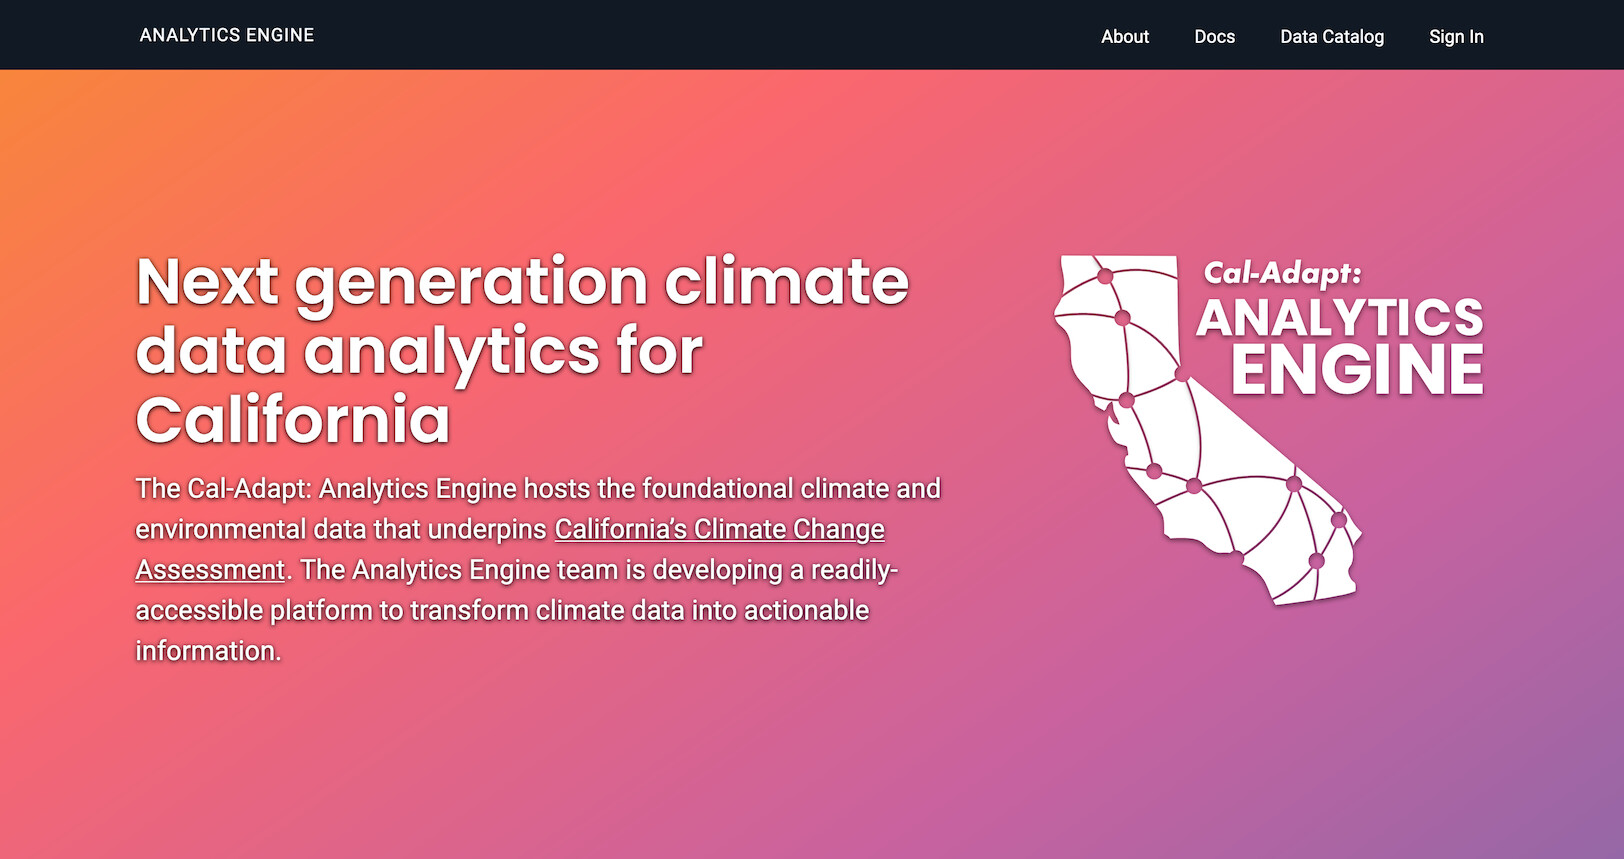 ANALYTICS ENGINE
About
Docs
Data Catalog
Sign In
Next generation climate
data analytics for
California
The Cal-Adapt: Analytics Engine hosts the foundational climate and
environmental data that underpins California’s Climate Change
Assessment. The Analytics Engine team is developing a readily-
accessible platform to transform climate data into actionable
information.
Cal-Adapt:
ANALYTICS
ENGINE